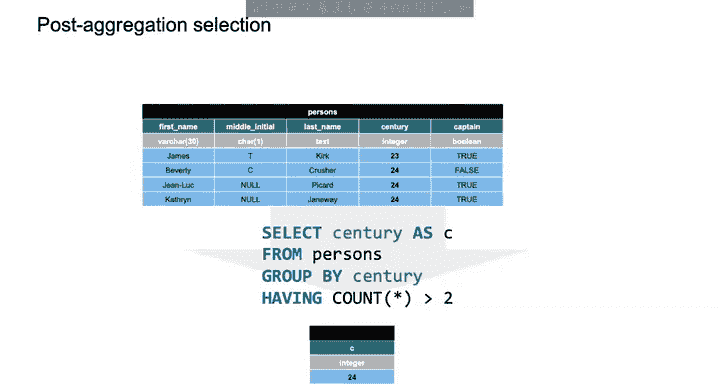 Post-aggregation selection
persons
first_name middle_initial last_name century captain
varchar(30) char(1) text integer boolean
James T Kirk 23 TRUE
Beverly C Crusher 24 FALSE
Jean-Luc NULL Picard 24 TRUE
Kathryn NULL Janeway 24 TRUE
SELECT century AS c
FROM persons
GROUP BY century
HAVING COUNT(*) > 2
c
integer
24